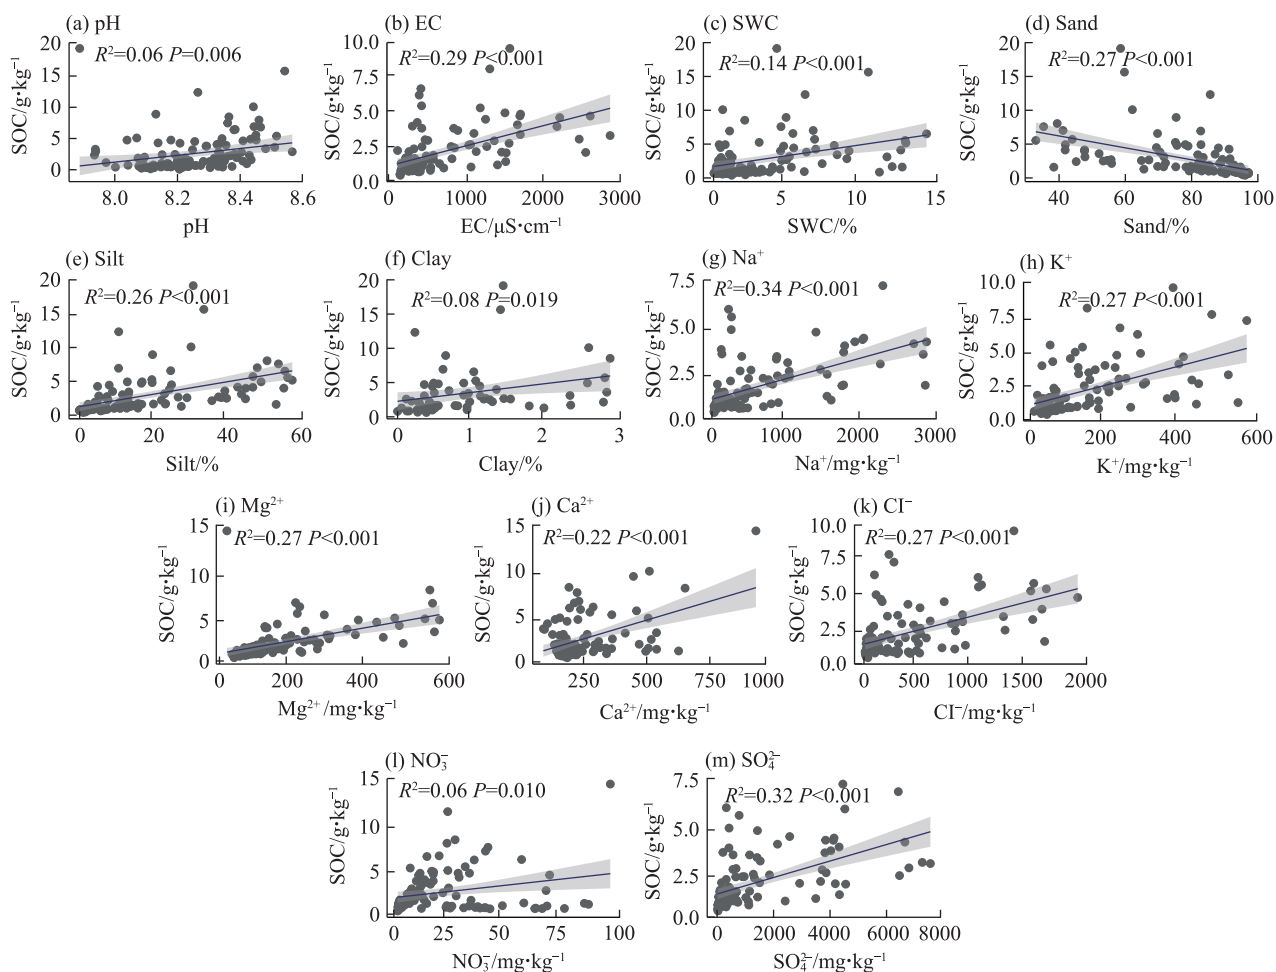 (a) pH
R²=0.06 P=0.006
SOC/g•kg⁻¹
20
15
10
5
0
8.0 8.2 8.4 8.6
pH
(b) EC
R²=0.29 P<0.001
SOC/g•kg⁻¹
10.0
7.5
5.0
2.5
0.0
0 1000 2000 3000
EC/μS•cm⁻¹
(c) SWC
R²=0.14 P<0.001
SOC/g•kg⁻¹
20
15
10
5
0
0 5 10 15
SWC/%
(d) Sand
R²=0.27 P<0.001
SOC/g•kg⁻¹
20
15
10
5
0
40 60 80 100
Sand/%
(e) Silt
R²=0.26 P<0.001
SOC/g•kg⁻¹
20
15
10
5
0
0 20 40 60
Silt/%
(f) Clay
R²=0.08 P=0.019
SOC/g•kg⁻¹
20
15
10
5
0
0 1 2 3
Clay/%
(g) Na⁺
R²=0.34 P<0.001
SOC/g•kg⁻¹
7.5
5.0
2.5
0.0
0 1000 2000 3000
Na⁺/mg•kg⁻¹
(h) K⁺
R²=0.27 P<0.001
SOC/g•kg⁻¹
10.0
7.5
5.0
2.5
0.0
0 200 400 600
K⁺/mg•kg⁻¹
(i) Mg²⁺
R²=0.27 P<0.001
SOC/g•kg⁻¹
15
10
5
0
0 200 400 600
Mg²⁺/mg•kg⁻¹
(j) Ca²⁺
R²=0.22 P<0.001
SOC/g•kg⁻¹
15
10
5
0
250 500 750 1000
Ca²⁺/mg•kg⁻¹
(k) CI⁻
R²=0.27 P<0.001
SOC/g•kg⁻¹
10.0
7.5
5.0
2.5
0.0
0 500 1000 1500 2000
CI⁻/mg•kg⁻¹
(l) NO₃⁻
R²=0.06 P=0.010
SOC/g•kg⁻¹
15
10
5
0
0 25 50 75 100
NO₃⁻/mg•kg⁻¹
(m) SO₄²⁻
R²=0.32 P<0.001
SOC/g•kg⁻¹
7.5
5.0
2.5
0.0
0 2000 4000 6000 8000
SO₄²⁻/mg•kg⁻¹